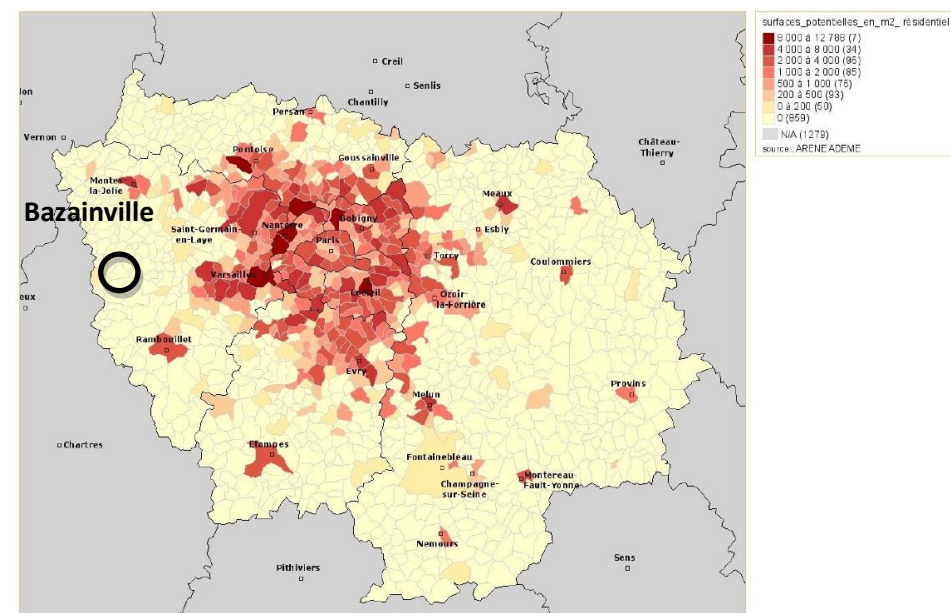 surfaces_potentielles_en_m2_ résidentiel
8 000 à 12 788 (7)
4 000 à 8 000 (34)
2 000 à 4 000 (96)
1 000 à 2 000 (85)
500 à 1 000 (76)
200 à 500 (93)
0 à 200 (50)
0 (859)
N/A (1279)
source : ARENE ADEME
Creil
Senlis
Chantilly
Persan
Vernon
Château-
Thierry
Pontoise
Goussainville
Mantes
la-Jolie
Meaux
Bazainville
Saint-Germain-
en-Laye
Nanterre
Bobigny
Esbly
Paris
Torcy
Coulommiers
Versailles
Créteil
Ozoir-
la-Ferrière
Rambouillet
Evry
Provins
Melun
Chartres
Etampes
Fontainebleau
Champagne-
sur-Seine
Montereau-
Fault-Yonne
Nemours
Pithiviers
Sens